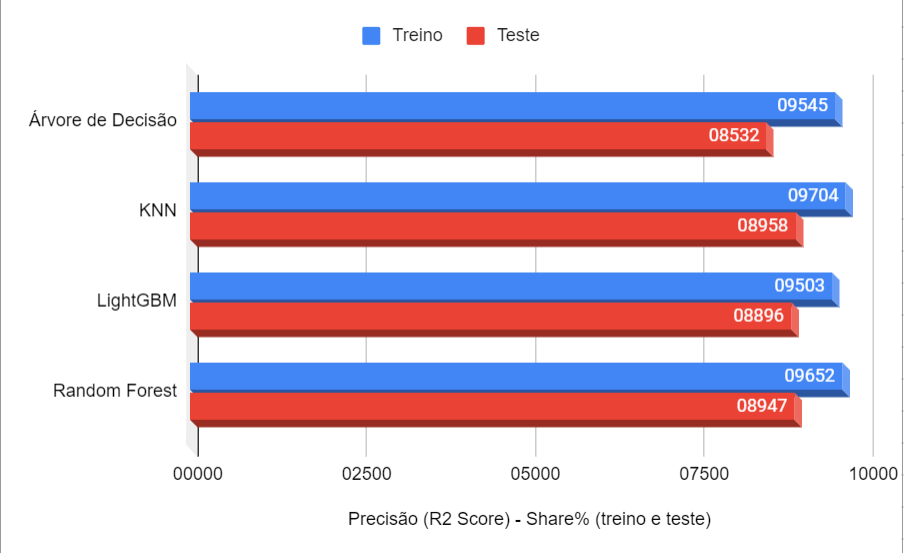 Treino Teste
Árvore de Decisão 09545
08532
KNN 09704
08958
LightGBM 09503
08896
Random Forest 09652
08947
00000 02500 05000 07500 10000
Precisão (R2 Score) - Share% (treino e teste)